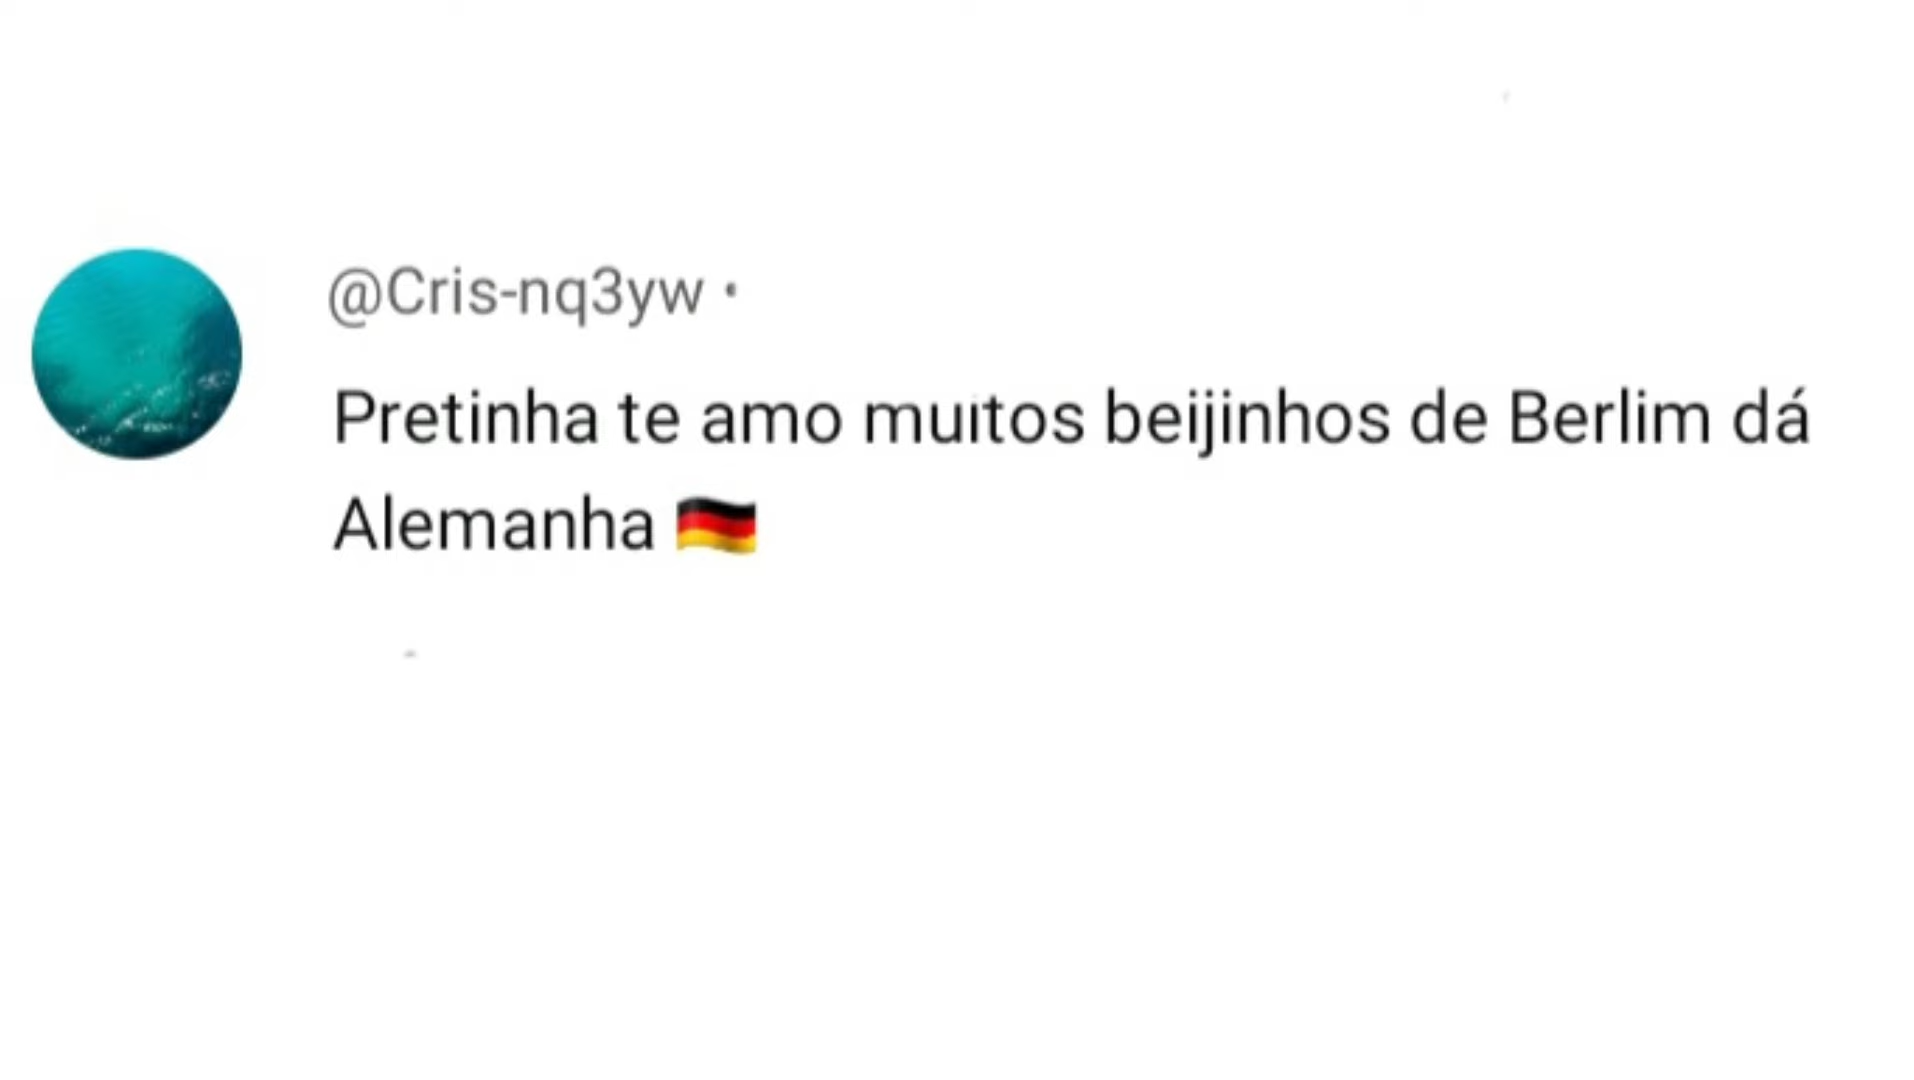 @Cris-nq3yw •
Pretinha te amo muitos beijinhos de Berlim dá
Alemanha 🇩🇪